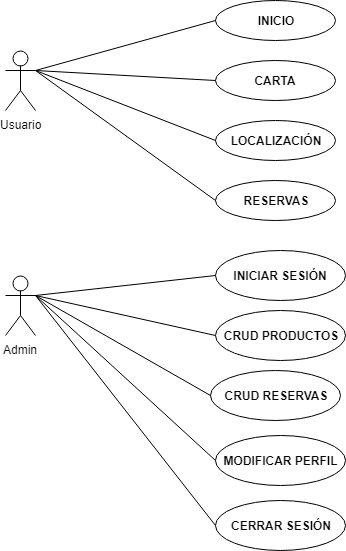 INICIO
CARTA
Usuario
LOCALIZACIÓN
RESERVAS
INICIAR SESIÓN
CRUD PRODUCTOS
Admin
CRUD RESERVAS
MODIFICAR PERFIL
CERRAR SESIÓN